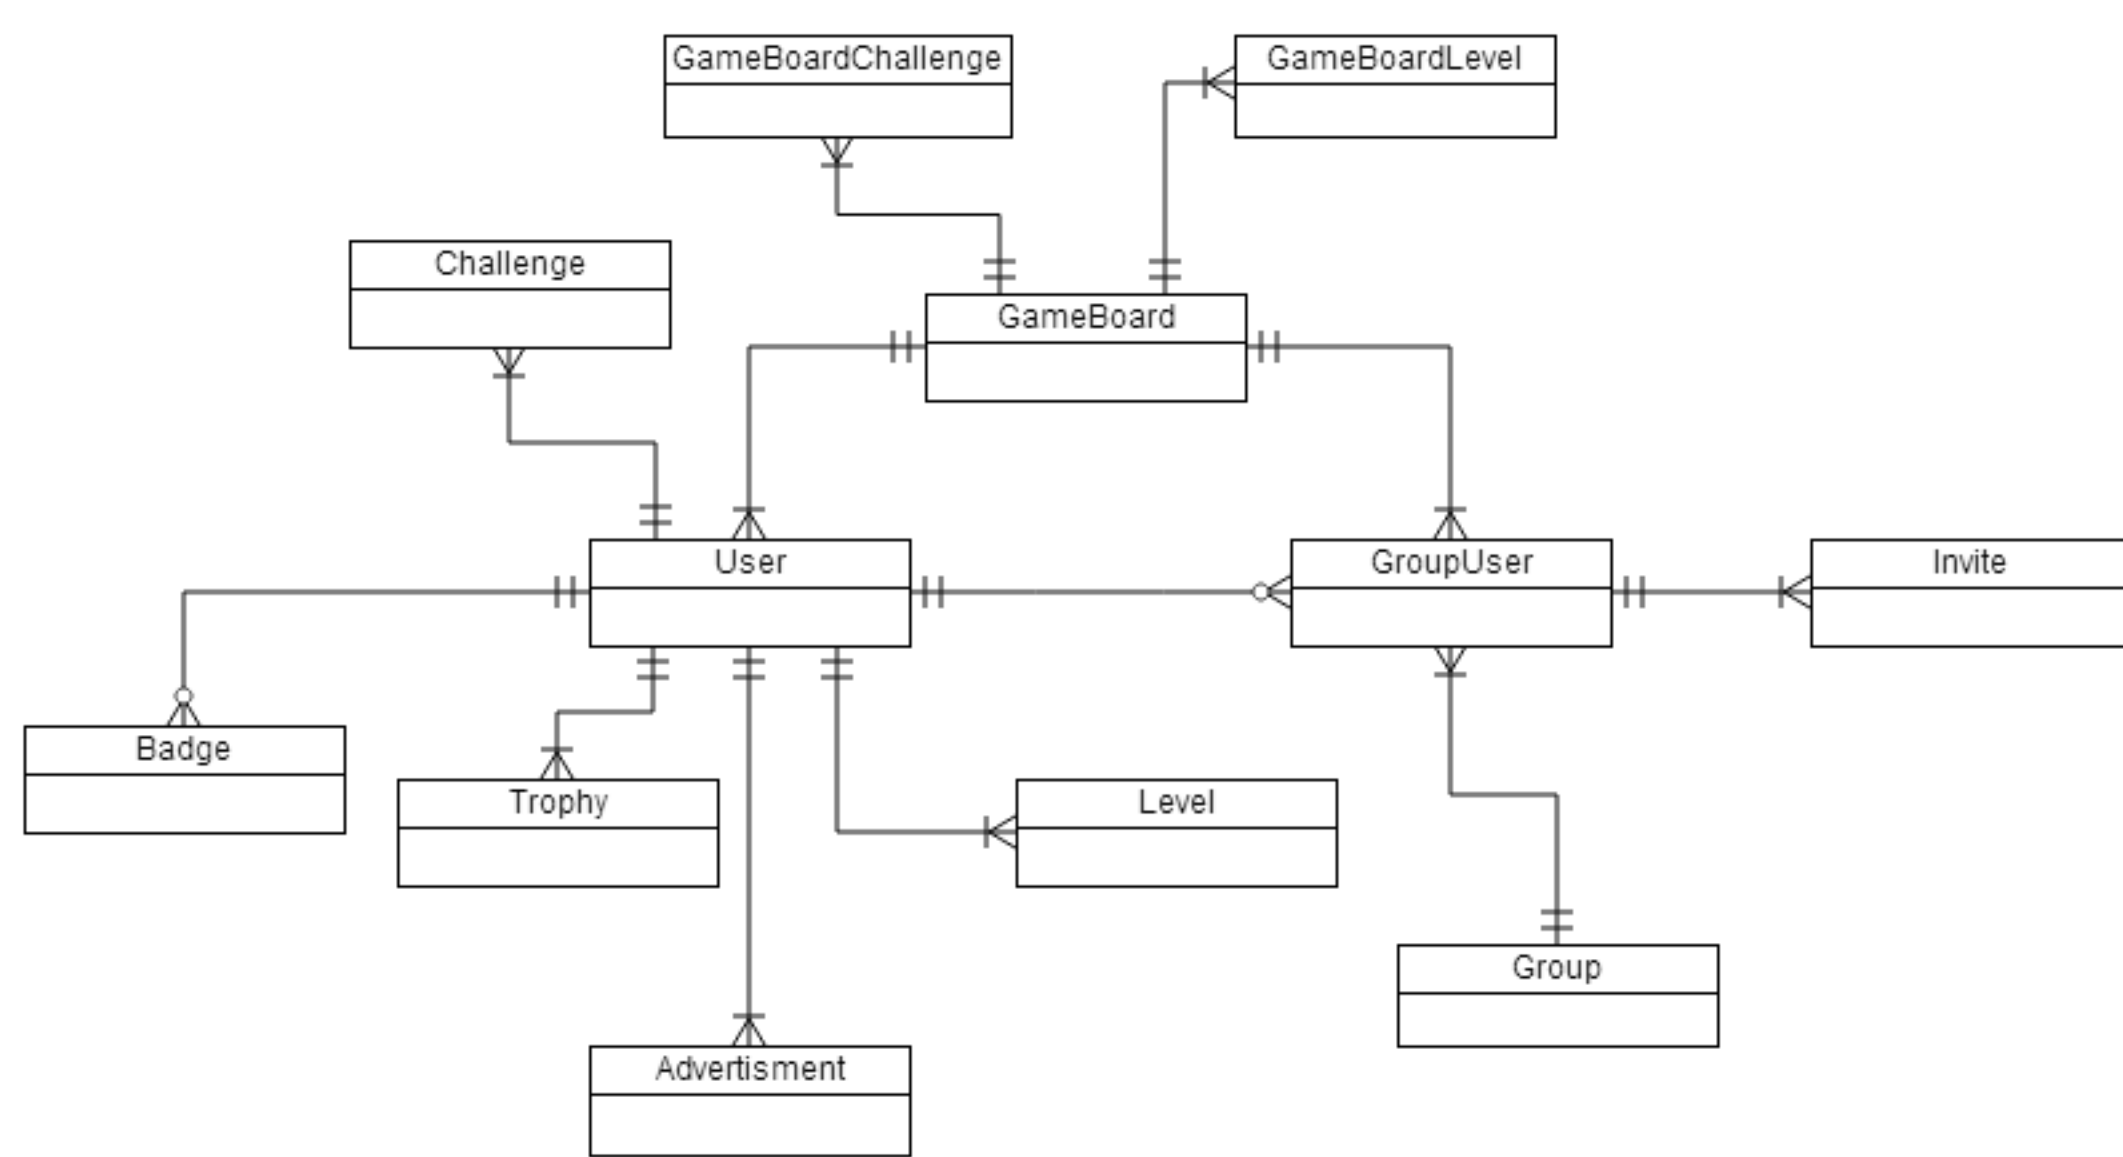 GameBoardChallenge
GameBoardLevel
Challenge
GameBoard
User
GroupUser
Invite
Badge
Trophy
Level
Group
Advertisment